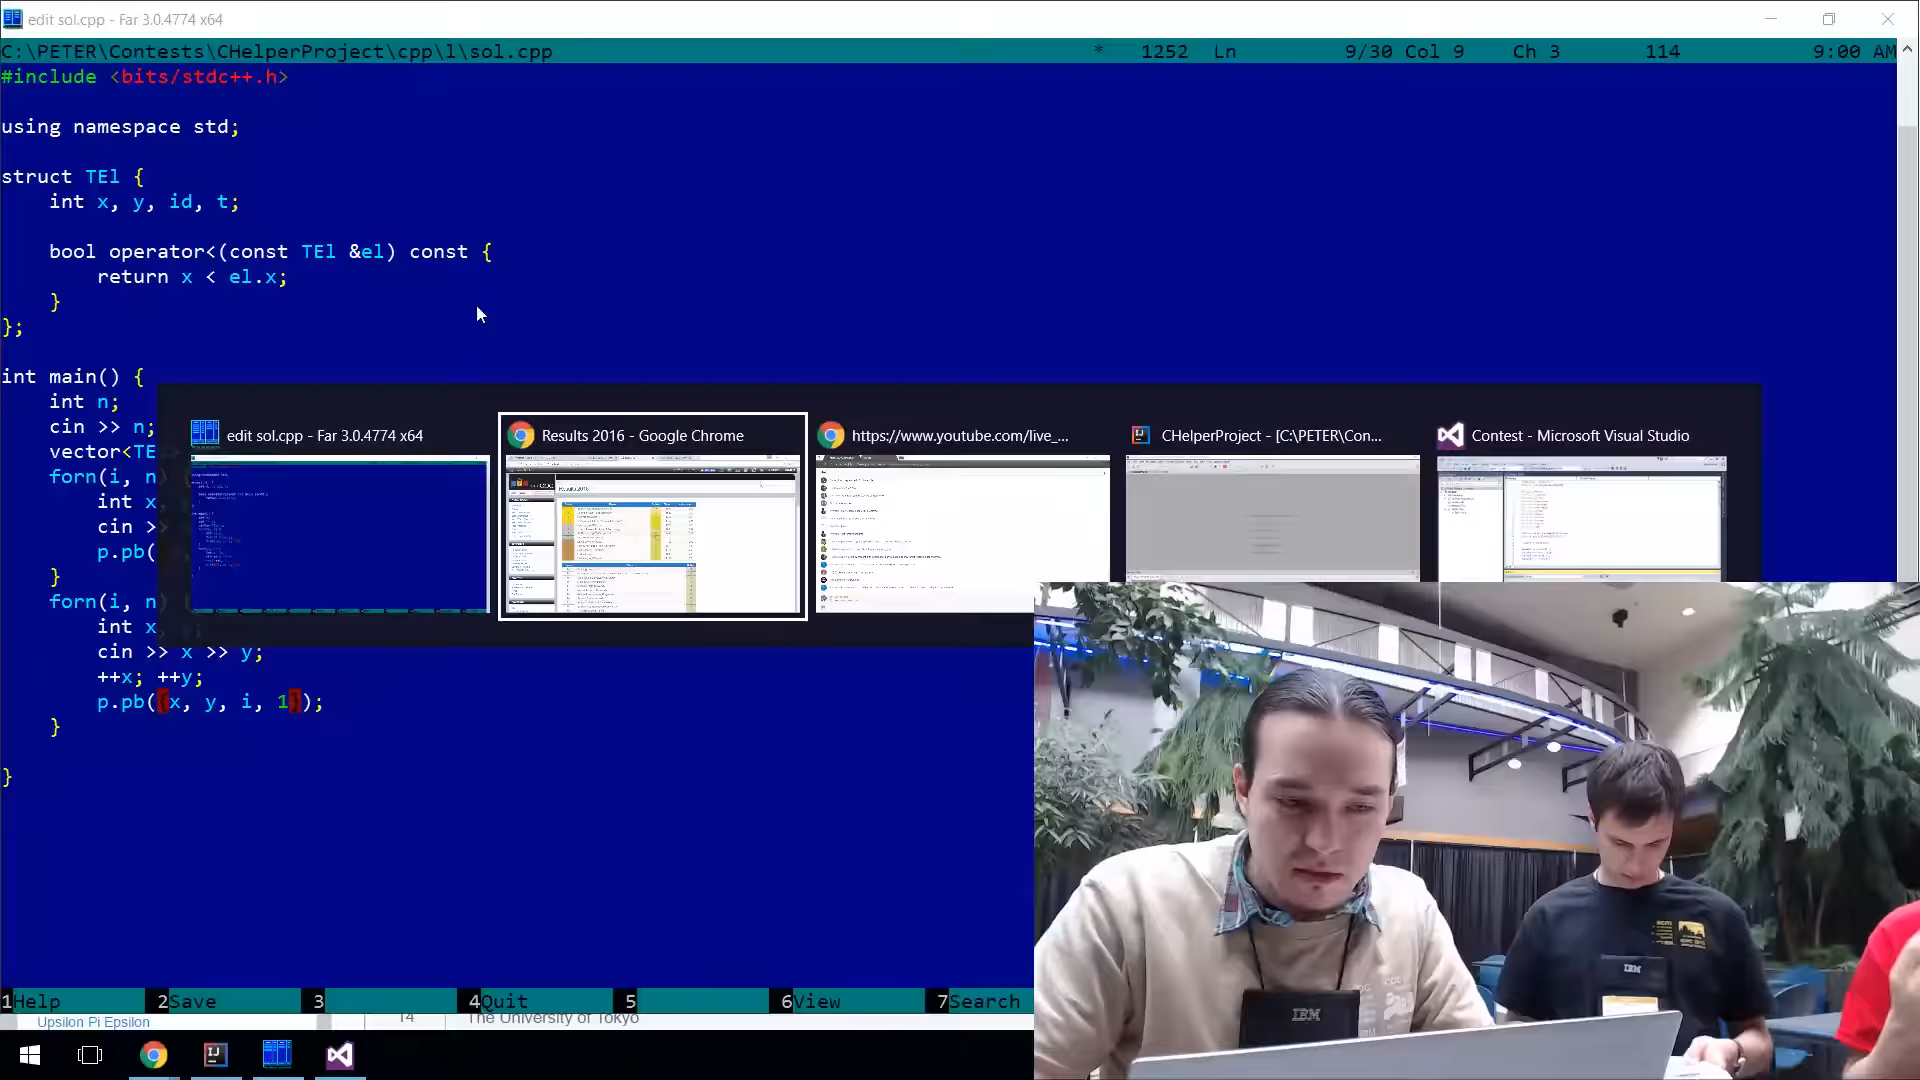 edit sol.cpp - Far 3.0.4774 x64
C:\PETER\Contests\CHelperProject\cpp\l\sol.cpp * 1252 Ln 9/30 Col 9 Ch 3 114 9:00 AM
#include <bits/stdc++.h>
using namespace std;
struct TEl {
int x, y, id, t;
bool operator<(const TEl &el) const {
return x < el.x;
}
};
int main() {
int n;
cin >> n;
vector<TE
forn(i, n)
int x,
cin >>
p.pb(
}
forn(i, n)
int x,
cin >> x >> y;
++x; ++y;
p.pb({x, y, i, 1});
}
}
edit sol.cpp - Far 3.0.4774 x64
Results 2016 - Google Chrome
https://www.youtube.com/live_...
CHelperProject - [C:\PETER\Con...
Contest - Microsoft Visual Studio
Results 2016
IBM
IBM
1Help 2Save 3 4Quit 5 6View 7Search
Upsilon Pi Epsilon 14 The University of Tokyo